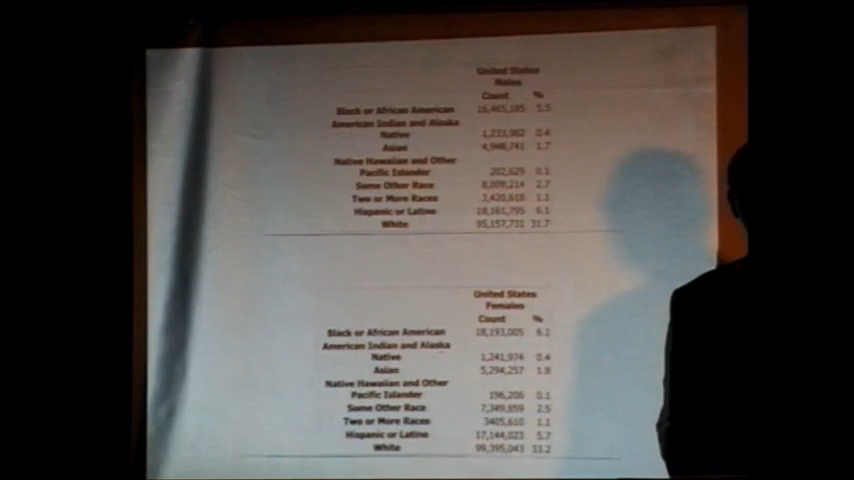 United States
Males
Count %
Black or African American 16,465,185 5.5
American Indian and Alaska
Native 1,233,982 0.4
Asian 4,948,741 1.7
Native Hawaiian and Other
Pacific Islander 202,629 0.1
Some Other Race 8,009,214 2.7
Two or More Races 1.1
Hispanic or Latino 18,161,795 6.1
White 95,157,731 31.7
United States
Females
Count %
Black or African American 18,193,005 6.1
American Indian and Alaska
Native 1,241,974 0.4
Asian 5,294,257 1.8
Native Hawaiian and Other
Pacific Islander 196,206 0.1
Some Other Race 7,349,859 2.5
Two or More Races 3405,610 1.1
Hispanic or Latino 17,144,023 5.7
White 99,395,043 33.2